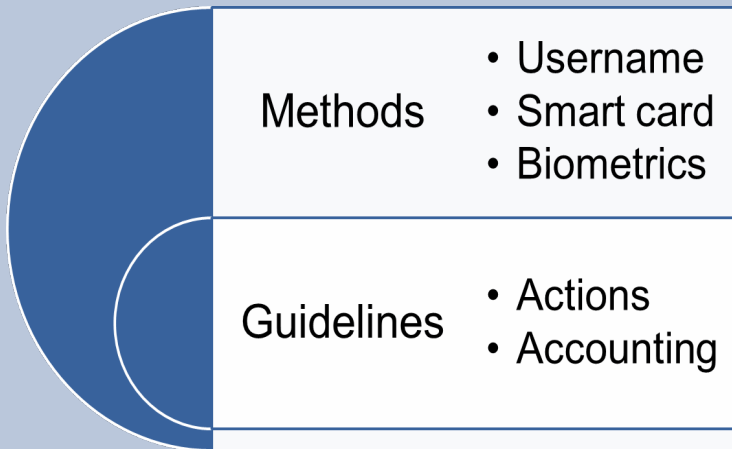 Methods
• Username
• Smart card
• Biometrics
Guidelines
• Actions
• Accounting